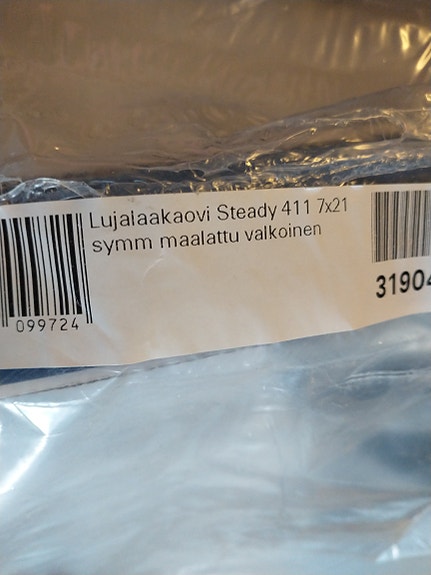 Lujalaakaovi Steady 411 7x21
symm maalattu valkoinen
099724
31904